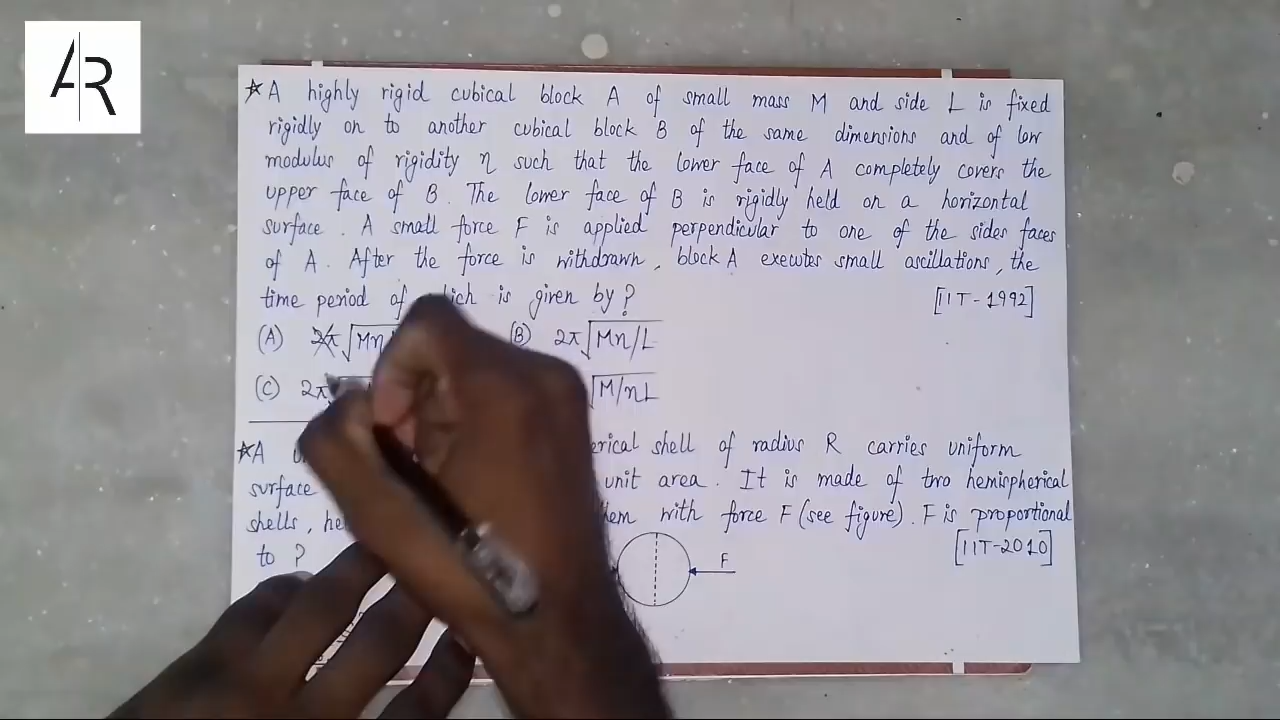 AR
★A highly rigid cubical block A of small mass M and side L is fixed
rigidly on to another cubical block B of the same dimensions and of low
modulus of rigidity η such that the lower face of A completely covers the
upper face of B. The lower face of B is rigidly held on a horizontal
surface. A small force F is applied perpendicular to one of the sides faces
of A. After the force is withdrawn, block A executes small oscillations, the
time period of which is given by?
[IIT-1992]
(A) 2π√Mη (B) 2π√Mη/L
(C) 2π √M/ηL
★A erical shell of radius R carries uniform
surface unit area. It is made of two hemispherical
shells, he hem with force F (see figure). F is proportional
to ?
[IIT-2010]
F